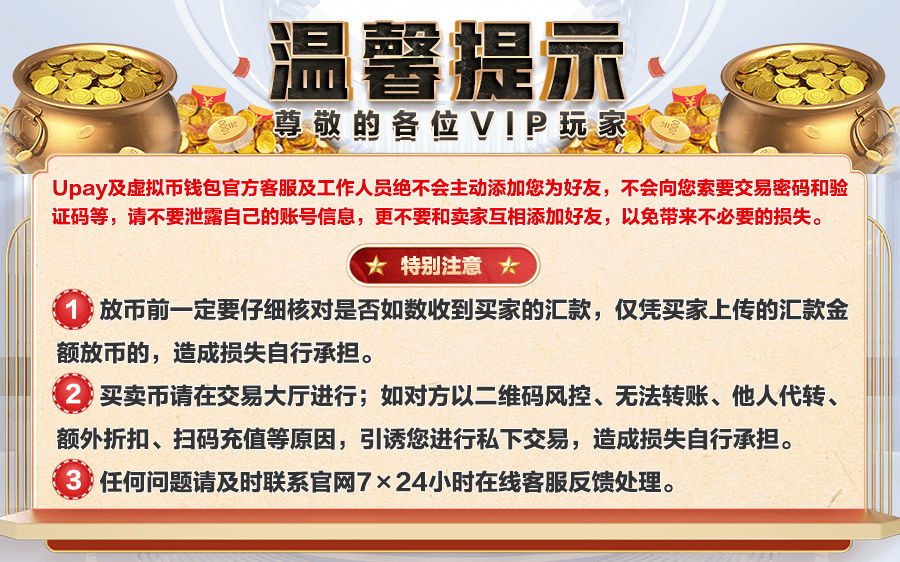 温馨提示
尊敬的各位VIP玩家
Upay及虚拟币钱包官方客服及工作人员绝不会主动添加您为好友，不会向您索要交易密码和验
证码等，请不要泄露自己的账号信息，更不要和卖家互相添加好友，以免带来不必要的损失。
特别注意
1 放币前一定要仔细核对是否如数收到买家的汇款，仅凭买家上传的汇款金
额放币的，造成损失自行承担。
2 买卖币请在交易大厅进行；如对方以二维码风控、无法转账、他人代转、
额外折扣、扫码充值等原因，引诱您进行私下交易，造成损失自行承担。
3 任何问题请及时联系官网7×24小时在线客服反馈处理。